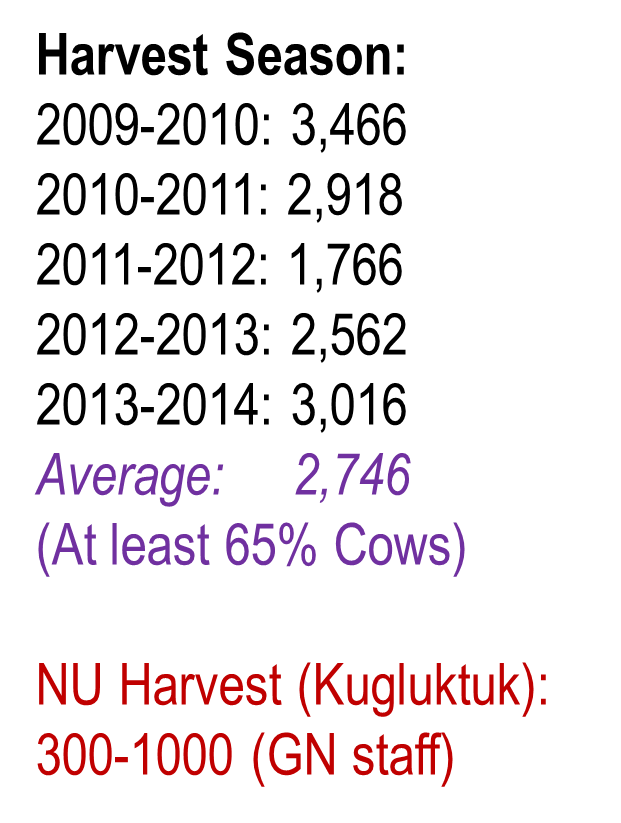 Harvest Season:
2009-2010: 3,466
2010-2011: 2,918
2011-2012: 1,766
2012-2013: 2,562
2013-2014: 3,016
Average: 2,746
(At least 65% Cows)
NU Harvest (Kugluktuk):
300-1000 (GN staff)